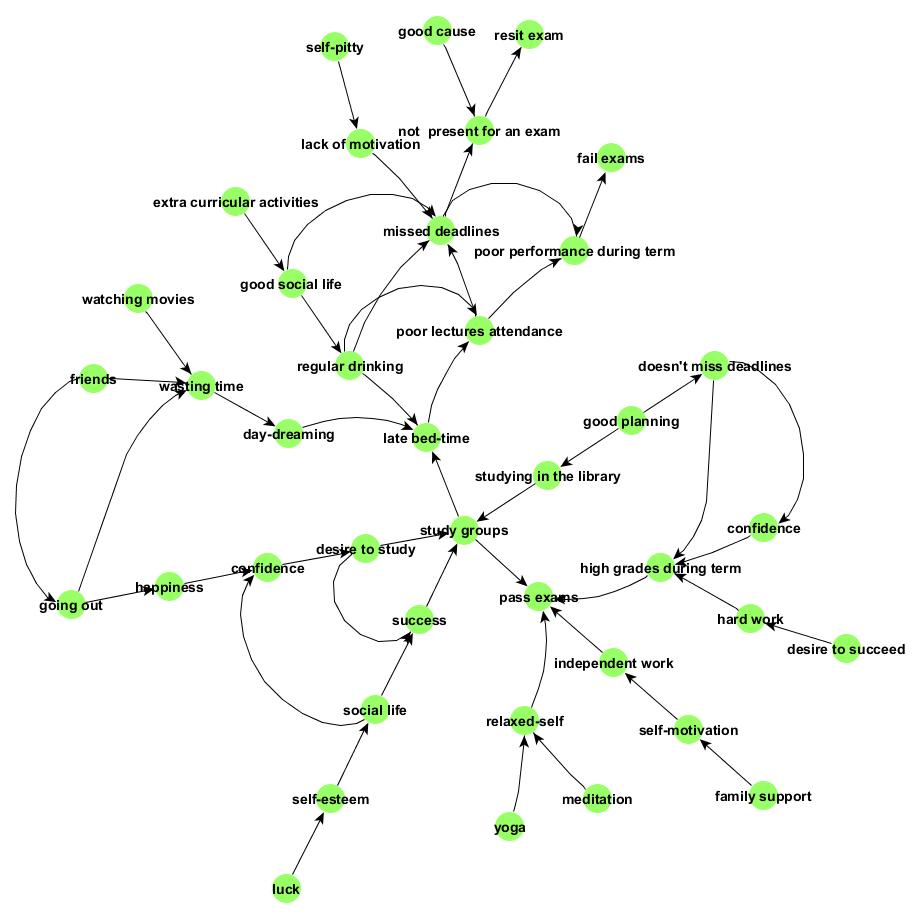 good cause
resit exam
self-pitty
not present for an exam
lack of motivation
fail exams
extra curricular activities
missed deadlines
poor performance during term
good social life
watching movies
poor lectures attendance
regular drinking
doesn't miss deadlines
friends
wasting time
good planning
day-dreaming
late bed-time
studying in the library
study groups
confidence
desire to study
confidence
high grades during term
happiness
pass exams
going out
success
hard work
desire to succeed
independent work
social life
relaxed-self
self-motivation
self-esteem
meditation
family support
yoga
luck